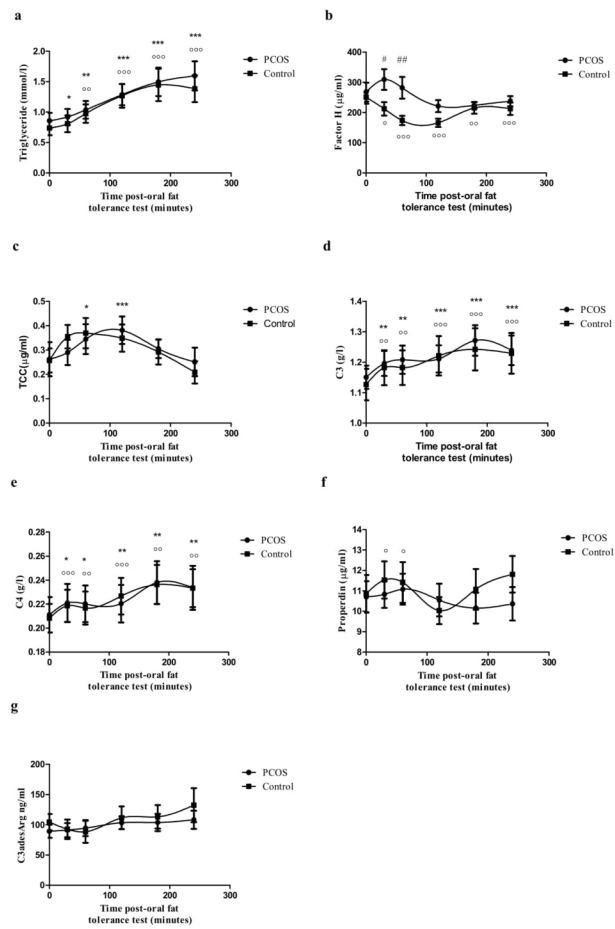 a
Triglyceride (mmol/l)
2.0
1.5
1.0
0.5
0.0
* ** *** *** ***
°° °°° °°° °°°
PCOS
Control
0 100 200 300
Time post-oral fat
tolerance test (minutes)
b
Factor H (µg/ml)
400
300
200
100
0
# ##
° °°° °°° °° °°°
PCOS
Control
0 100 200 300
Time post-oral fat
tolerance test (minutes)
c
TCC(µg/ml)
0.5
0.4
0.3
0.2
0.1
0.0
* ***
PCOS
Control
0 100 200 300
Time post-oral fat
tolerance test (minutes)
d
C3 (g/l)
1.4
1.3
1.2
1.1
** ** *** *** ***
°° °° °°° °°° °°°
PCOS
Control
0 100 200 300
Time post-oral fat
tolerance test (minutes)
e
C4 (g/l)
0.28
0.26
0.24
0.22
0.20
0.18
* * ** ** **
°°° °° °°° °° °°
PCOS
Control
0 100 200 300
Time post-oral fat
tolerance test (minutes)
f
Properdin (µg/ml)
14
13
12
11
10
9
8
° °
PCOS
Control
0 100 200 300
Time post-oral fat
tolerance test (minutes)
g
C3adesArg ng/ml
200
150
100
50
0
PCOS
Control
0 100 200 300
Time post-oral fat
tolerance test (minutes)